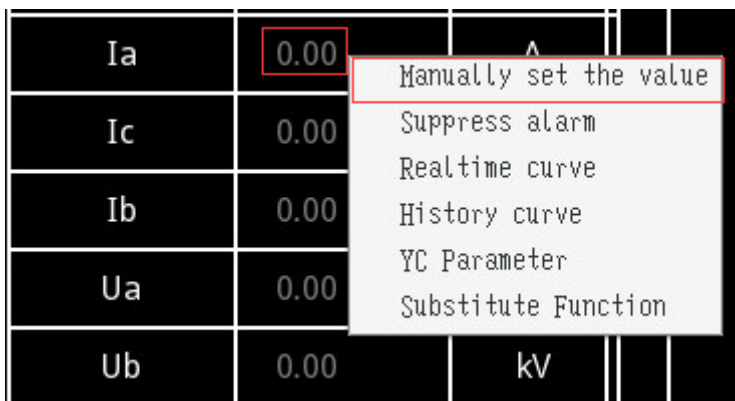 Ia 0.00 A
Manually set the value
Ic 0.00
Suppress alarm
Realtime curve
Ib 0.00
History curve
YC Parameter
Ua 0.00
Substitute Function
Ub 0.00 kV